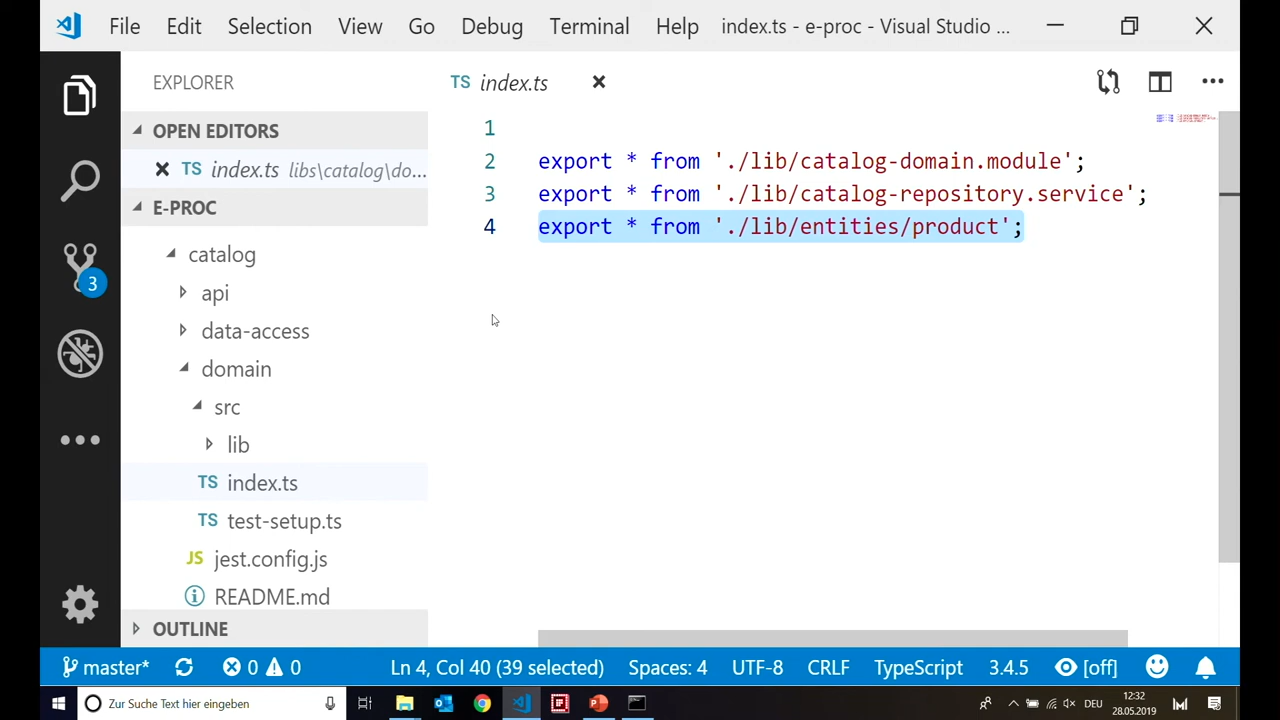 File Edit Selection View Go Debug Terminal Help index.ts - e-proc - Visual Studio ...
EXPLORER
TS index.ts
OPEN EDITORS
TS index.ts libs\catalog\do...
E-PROC
catalog
api
data-access
domain
src
lib
TS index.ts
TS test-setup.ts
JS jest.config.js
README.md
OUTLINE
1
2 export * from './lib/catalog-domain.module';
3 export * from './lib/catalog-repository.service';
4 export * from './lib/entities/product';
3
master* 0 0 Ln 4, Col 40 (39 selected) Spaces: 4 UTF-8 CRLF TypeScript 3.4.5 [off]
Zur Suche Text hier eingeben
DEU
12:32
28.05.2019